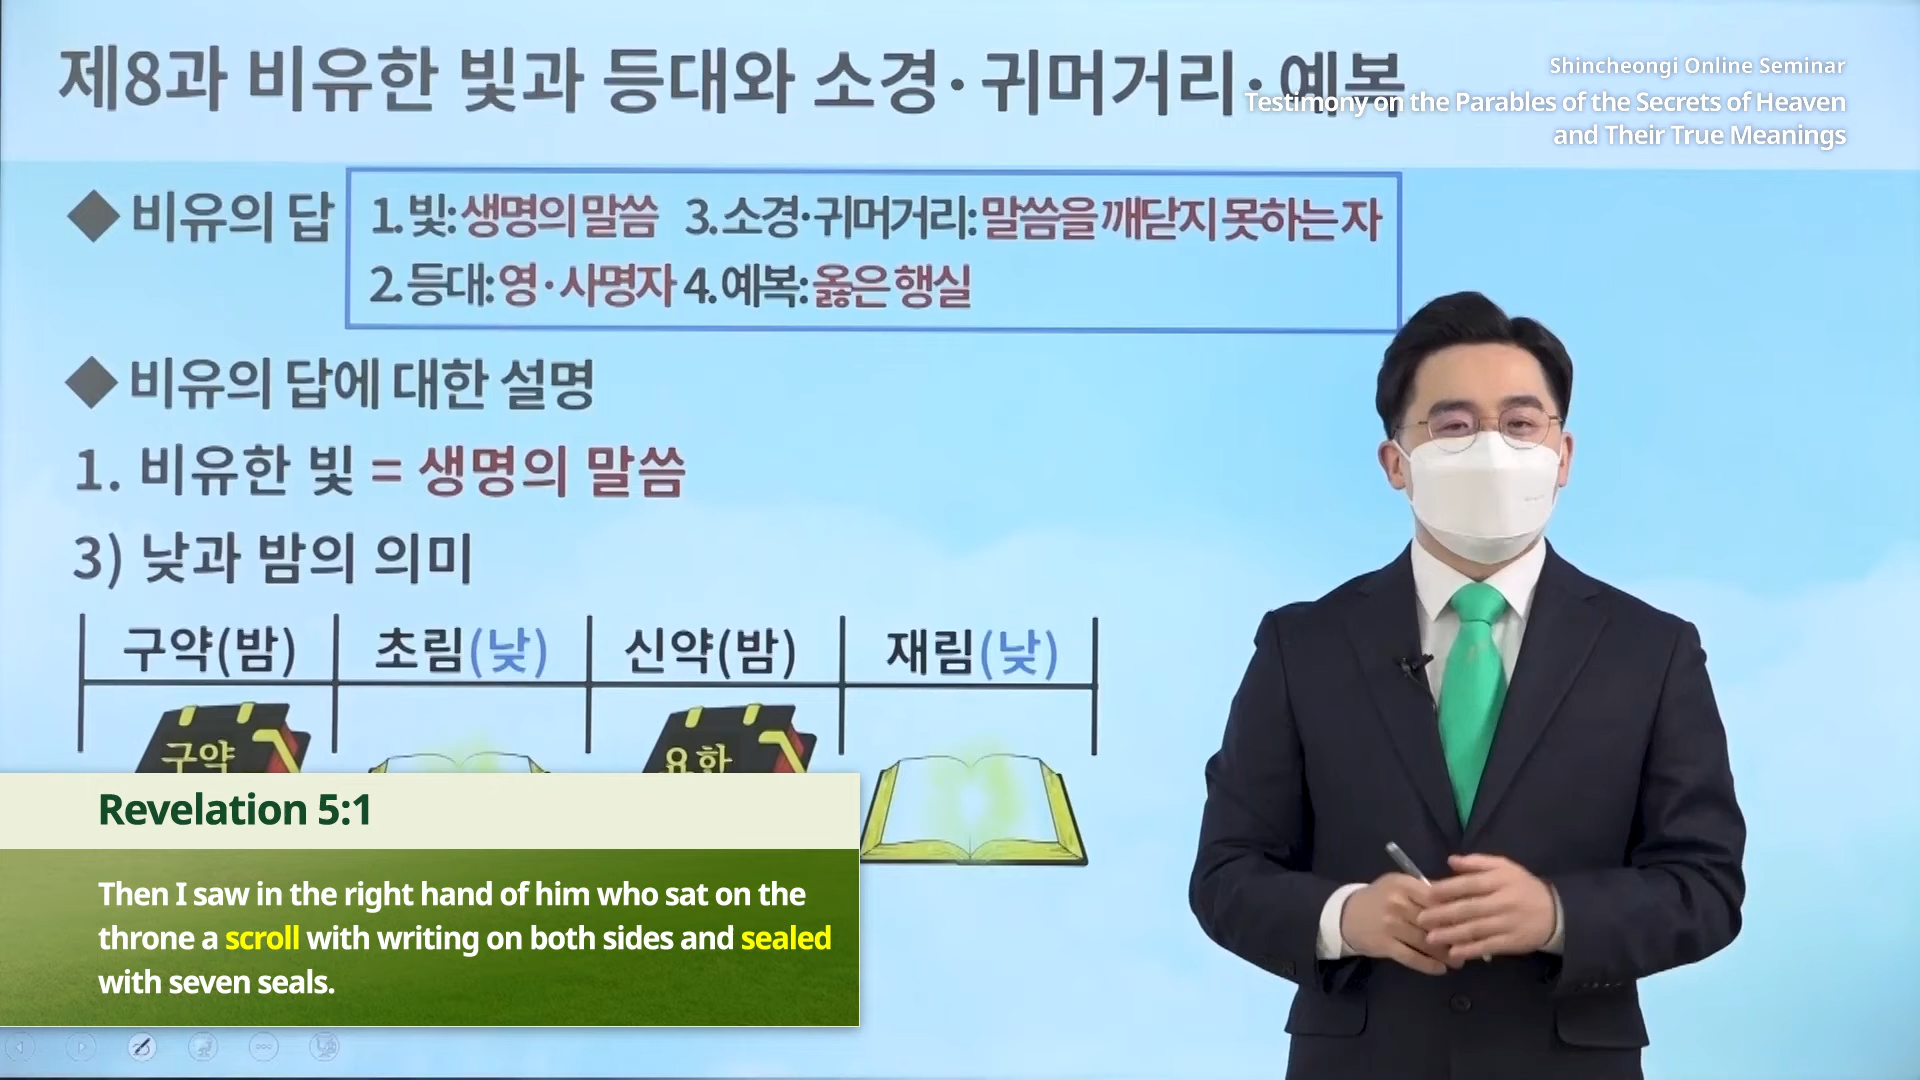 제8과 비유한 빛과 등대와 소경·귀머거리·예복
Shincheongi Online Seminar
Testimony on the Parables of the Secrets of Heaven
and Their True Meanings
◆ 비유의 답
1. 빛: 생명의 말씀 3. 소경·귀머거리: 말씀을 깨닫지 못하는 자
2. 등대: 영·사명자 4. 예복: 옳은 행실
◆ 비유의 답에 대한 설명
1. 비유한 빛 = 생명의 말씀
3) 낮과 밤의 의미
구약(밤) 초림(낮) 신약(밤) 재림(낮)
구약 요한
Revelation 5:1
Then I saw in the right hand of him who sat on the
throne a scroll with writing on both sides and sealed
with seven seals.